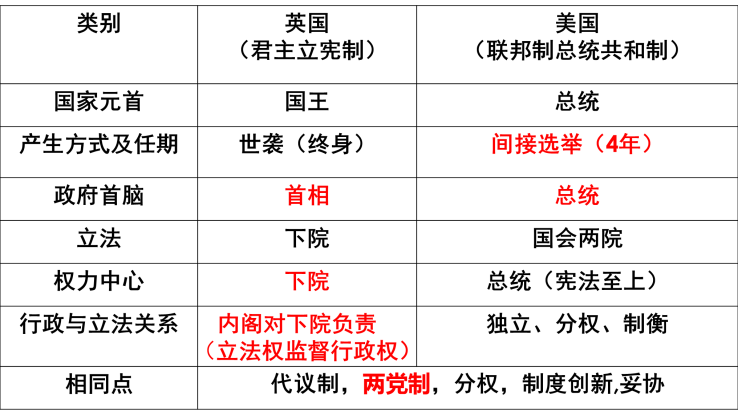 类别 英国 美国
（君主立宪制） （联邦制总统共和制）
国家元首 国王 总统
产生方式及任期 世袭（终身） 间接选举（4年）
政府首脑 首相 总统
立法 下院 国会两院
权力中心 下院 总统（宪法至上）
行政与立法关系 内阁对下院负责 独立、分权、制衡
（立法权监督行政权）
相同点 代议制，两党制，分权，制度创新,妥协